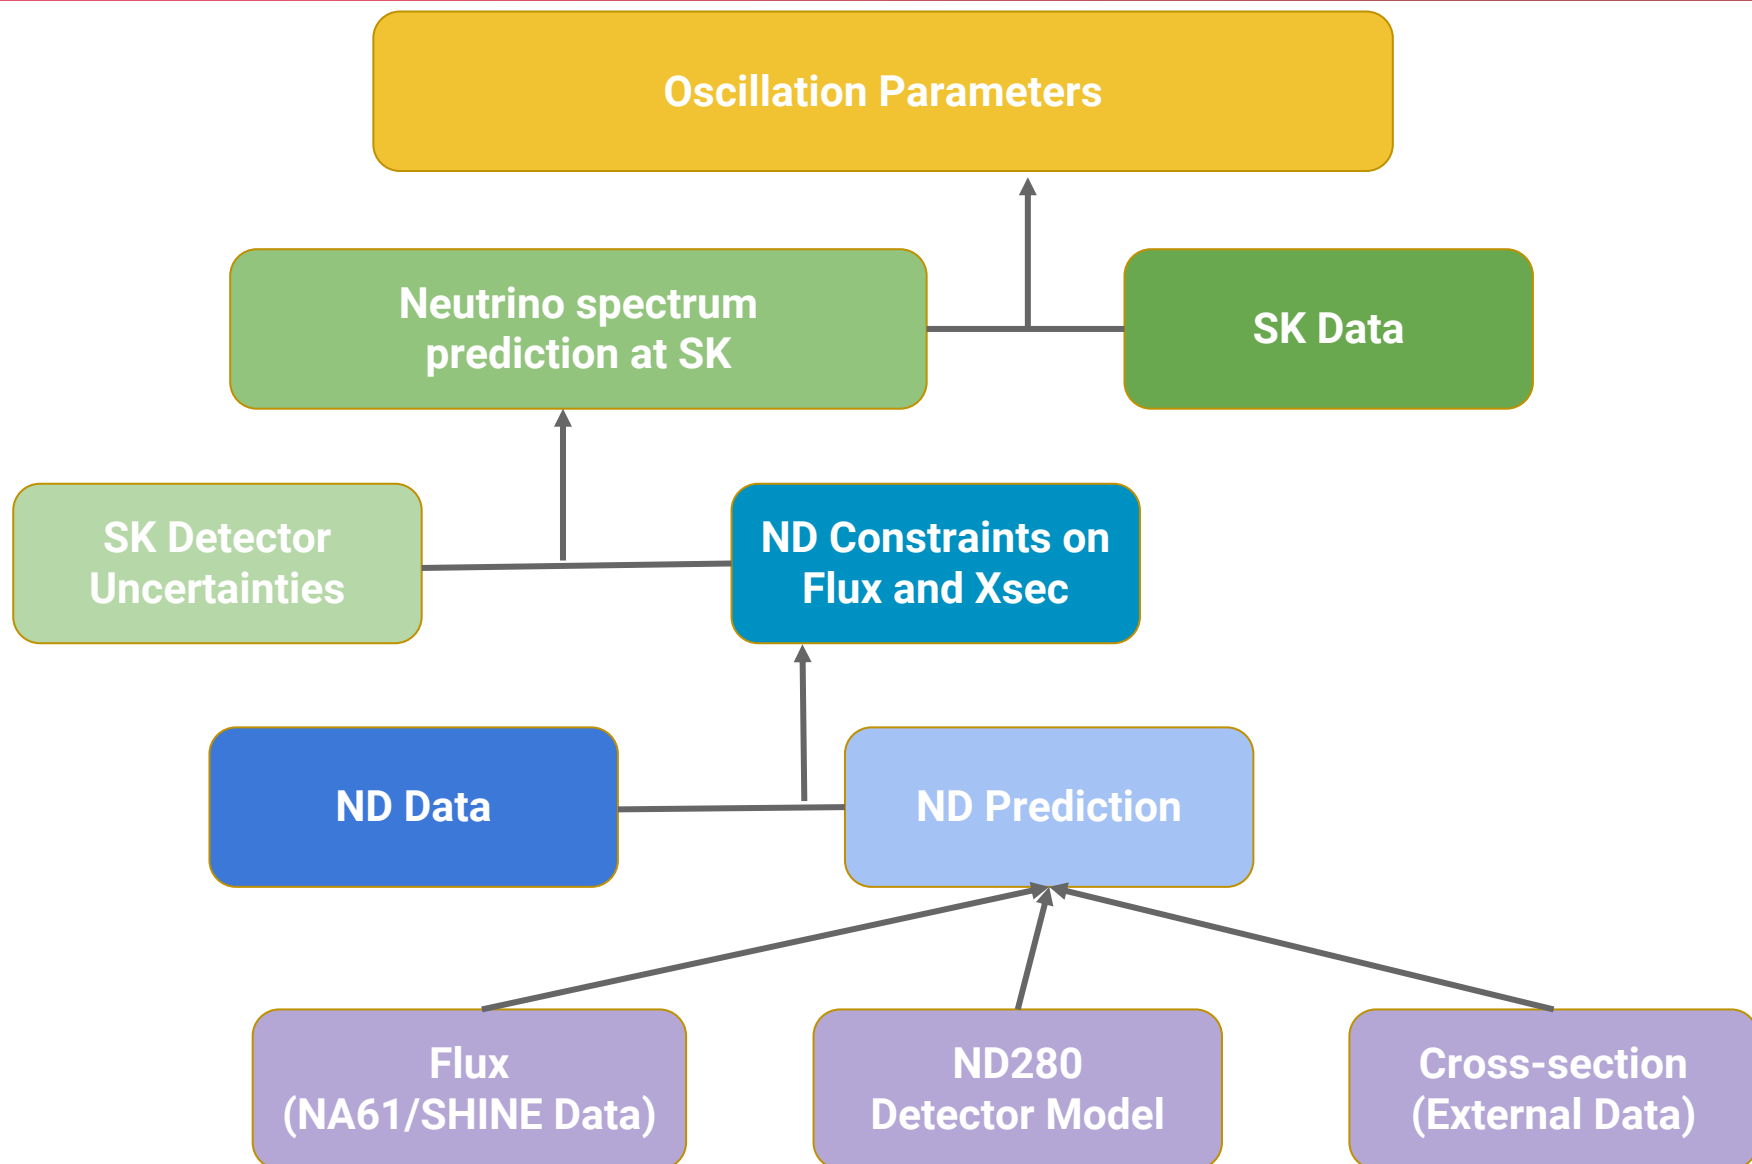 Oscillation Parameters
Neutrino spectrum
prediction at SK
SK Data
SK Detector
Uncertainties
ND Constraints on
Flux and Xsec
ND Data
ND Prediction
Flux
(NA61/SHINE Data)
ND280
Detector Model
Cross-section
(External Data)